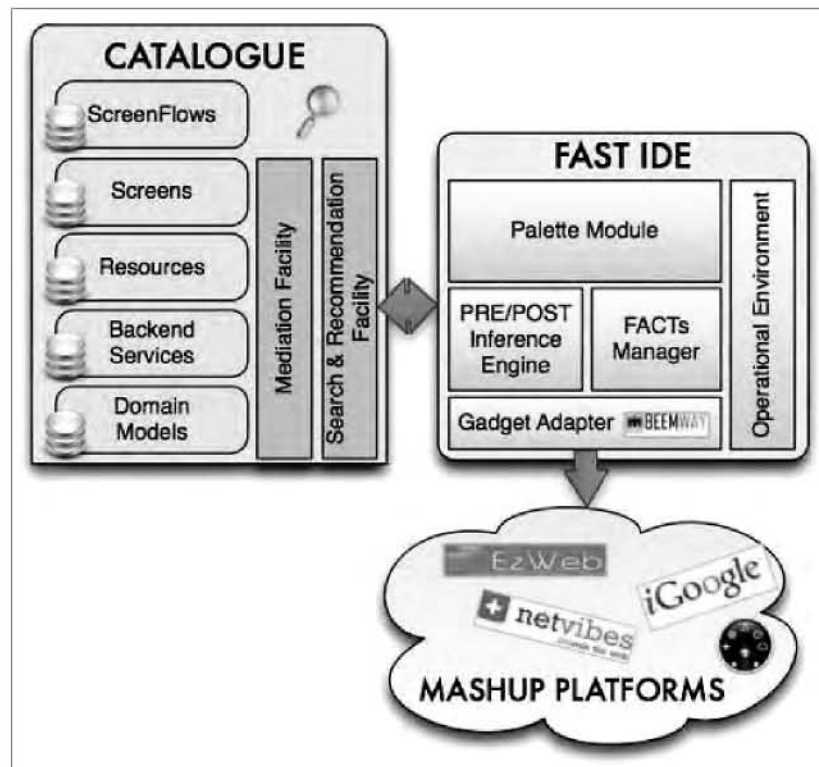 CATALOGUE
ScreenFlows
Screens
Resources
Backend
Services
Domain
Models
Mediation Facility
Search & Recommendation
Facility
FAST IDE
Palette Module
PRE/POST
Inference
Engine
FACTs
Manager
Gadget Adapter BEEMWAY
Operational Environment
EzWeb
iGoogle
netvibes
MASHUP PLATFORMS